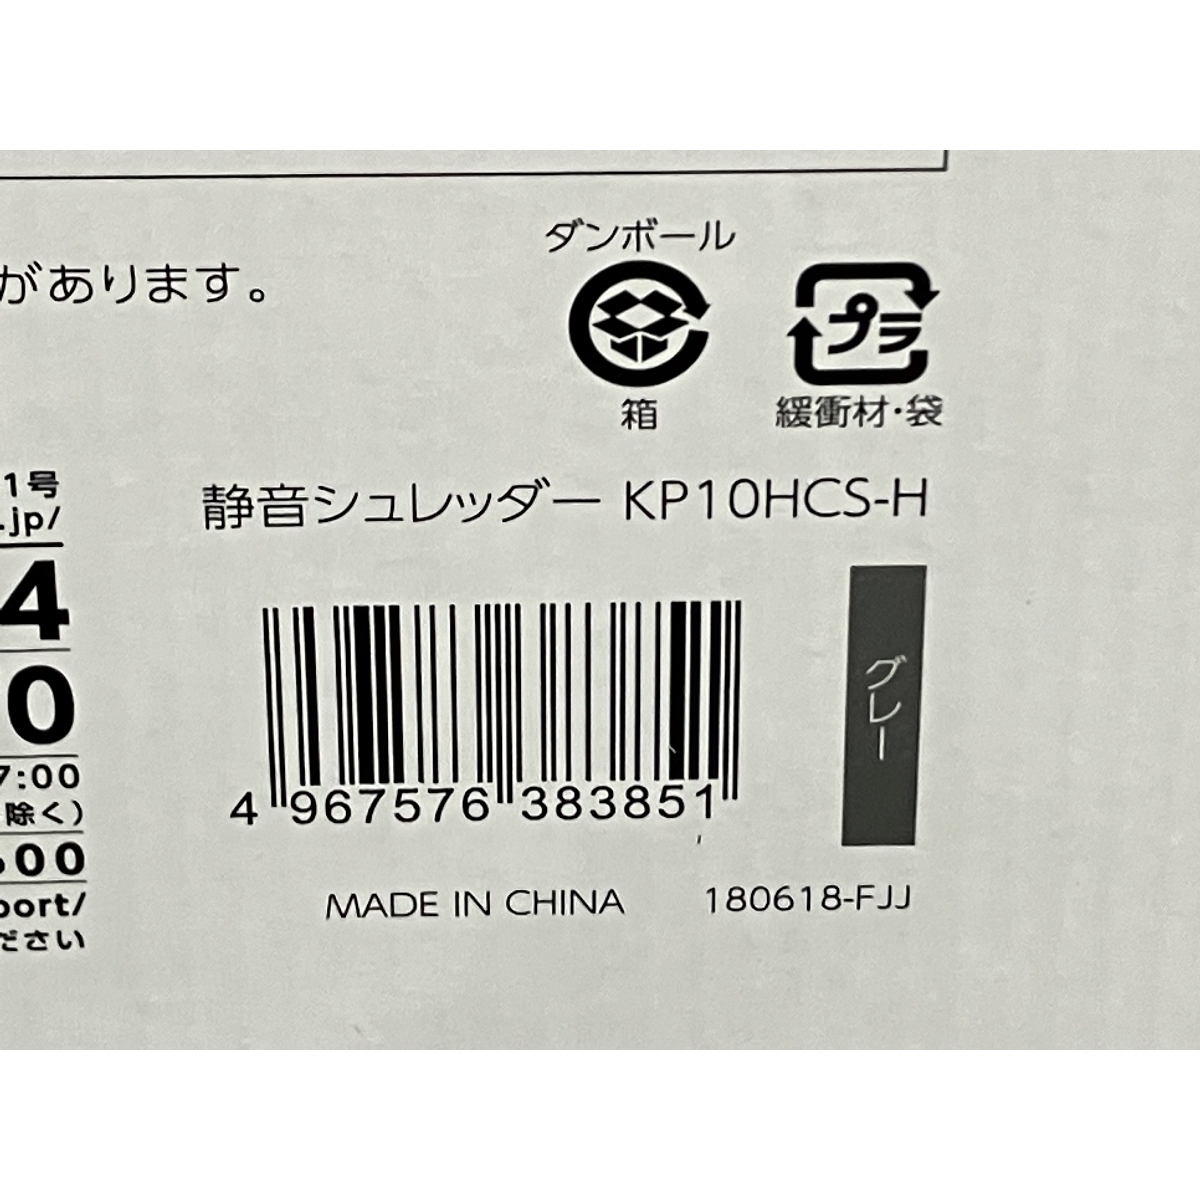 ダンボール
があります。
プラ
箱
緩衝材・袋
1号
.jp/
静音シュレッダー KP10HCS-H
4
0
グレー
7:00
除く)
4 967576 383851
00
port/
MADE IN CHINA
180618-FJJ
ださい